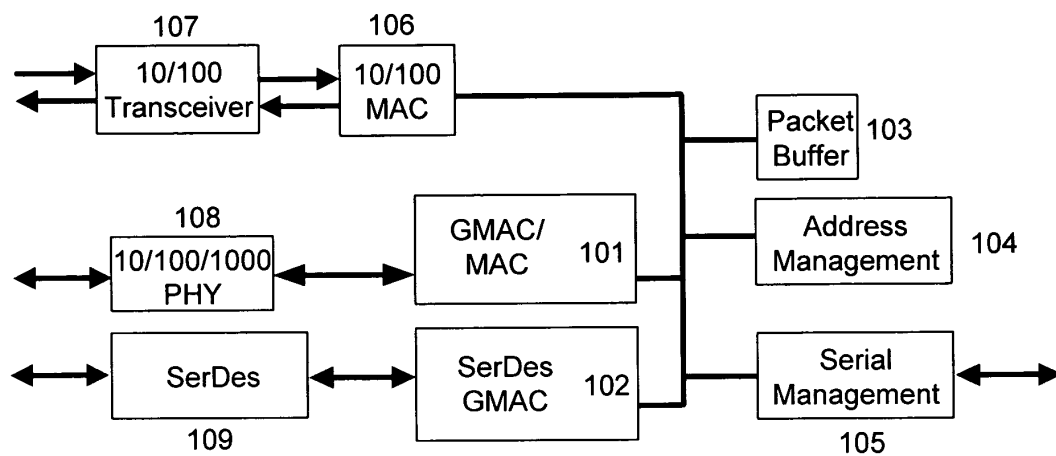 107
106
10/100
Transceiver
10/100
MAC
Packet
Buffer
103
108
10/100/1000
PHY
GMAC/
MAC
101
Address
Management
104
SerDes
109
SerDes
GMAC
102
Serial
Management
105